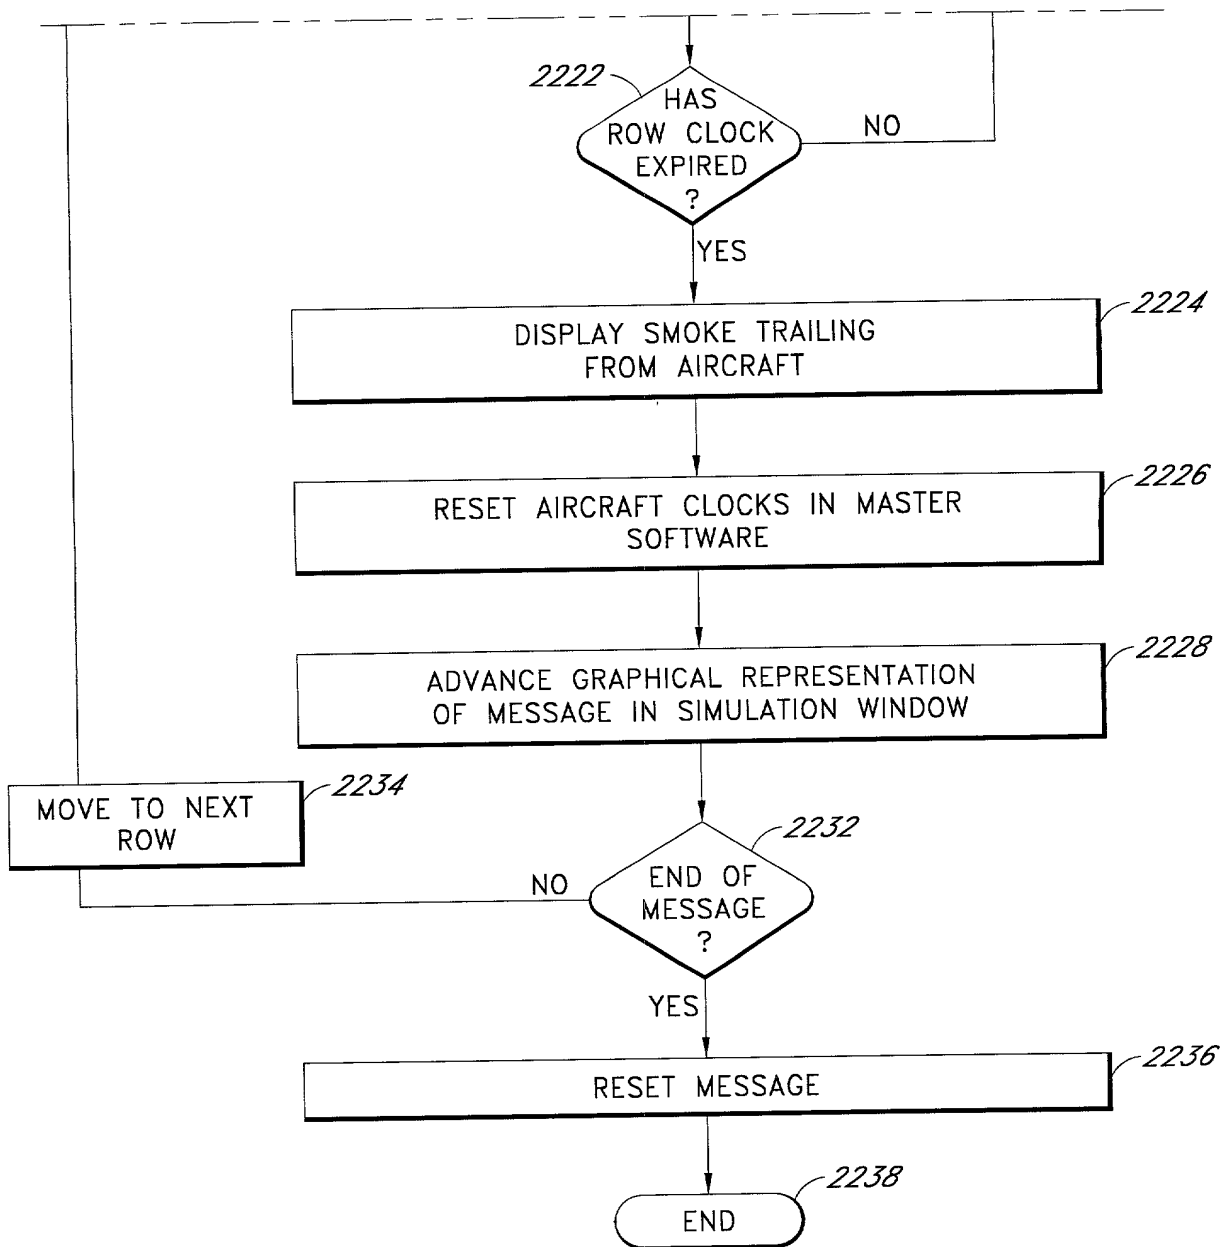 2222
HAS
ROW CLOCK
EXPIRED
?
NO
YES
2224
DISPLAY SMOKE TRAILING
FROM AIRCRAFT
2226
RESET AIRCRAFT CLOCKS IN MASTER
SOFTWARE
2228
ADVANCE GRAPHICAL REPRESENTATION
OF MESSAGE IN SIMULATION WINDOW
2234
MOVE TO NEXT
ROW
2232
END OF
MESSAGE
?
NO
YES
2236
RESET MESSAGE
2238
END